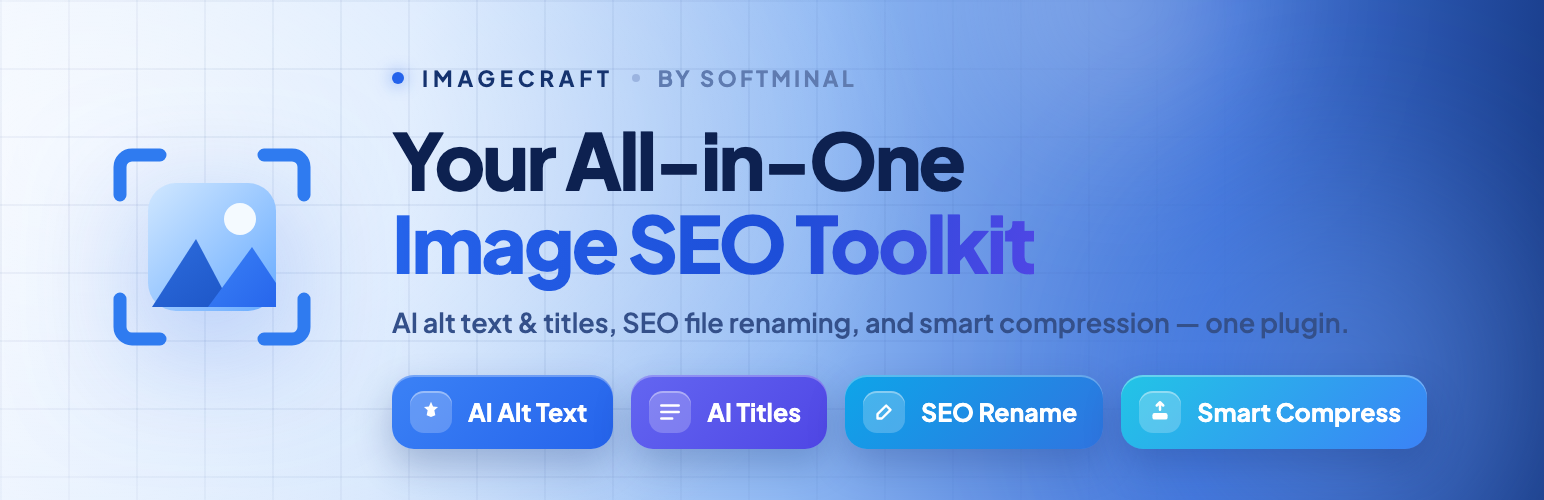 IMAGECRAFT • BY SOFTMINAL
Your All-in-One
Image SEO Toolkit
AI alt text & titles, SEO file renaming, and smart compression — one plugin.
AI Alt Text
AI Titles
SEO Rename
Smart Compress